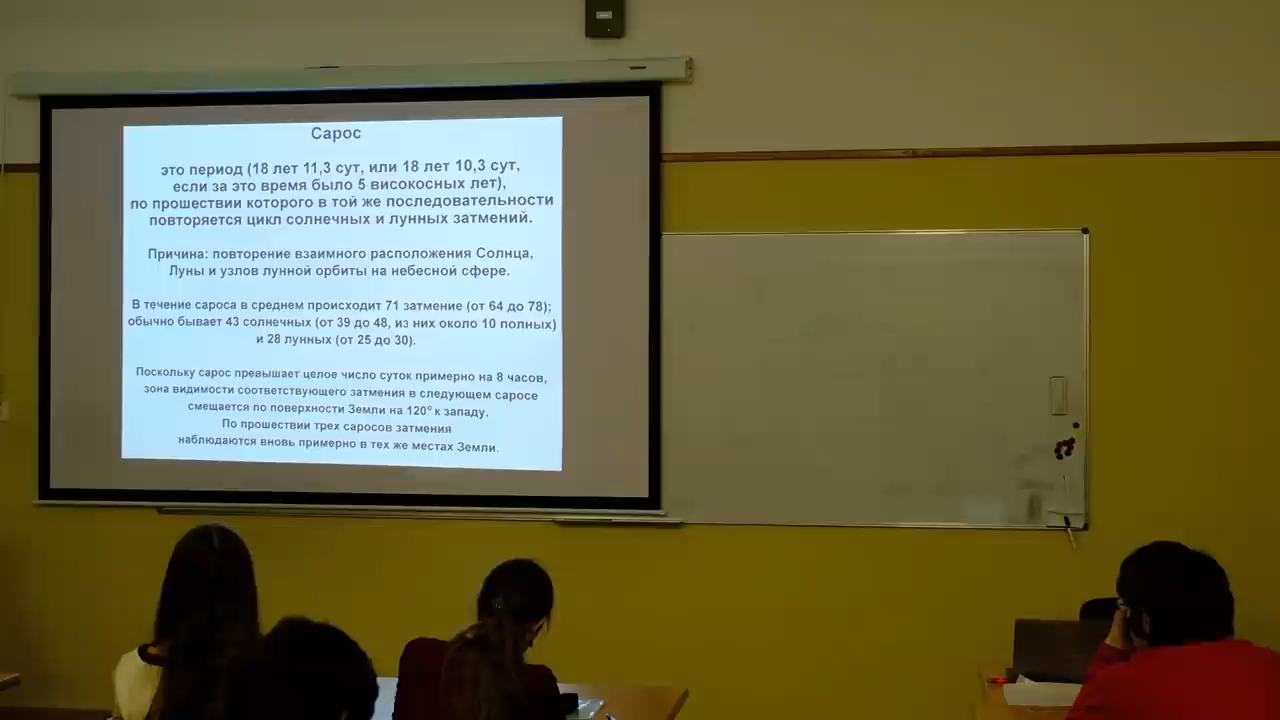 Сарос
это период (18 лет 11,3 сут, или 18 лет 10,3 сут,
если за это время было 5 високосных лет),
по прошествии которого в той же последовательности
повторяется цикл солнечных и лунных затмений.
Причина: повторение взаимного расположения Солнца,
Луны и узлов лунной орбиты на небесной сфере.
В течение сароса в среднем происходит 71 затмение (от 64 до 78);
обычно бывает 43 солнечных (от 39 до 48, из них около 10 полных)
и 28 лунных (от 25 до 30).
Поскольку сарос превышает целое число суток примерно на 8 часов,
зона видимости соответствующего затмения в следующем саросе
смещается по поверхности Земли на 120º к западу.
По прошествии трех саросов затмения
наблюдаются вновь примерно в тех же местах Земли.